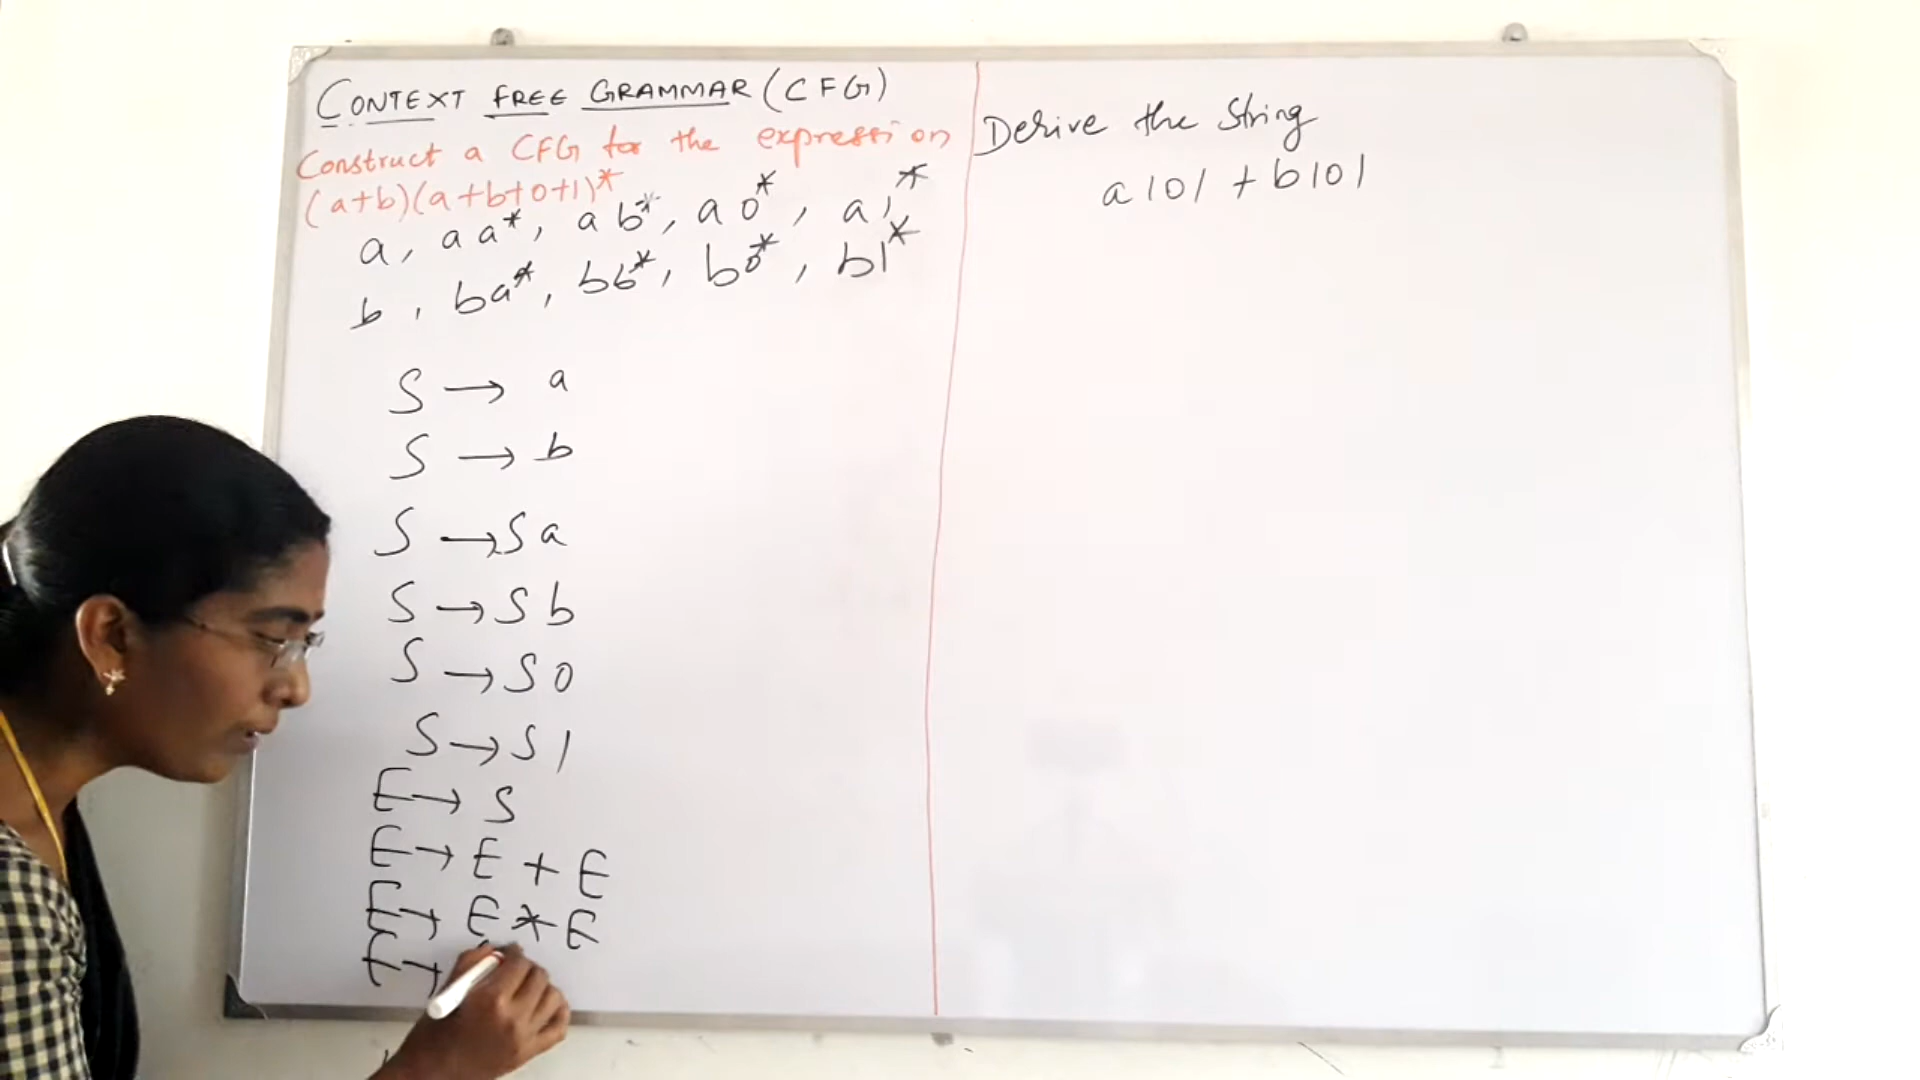 CONTEXT FREE GRAMMAR (CFG)
Construct a CFG for the expression
(a+b)(a+b+0+1)*
a, aa*, ab*, a0*, a1*
b, ba*, bb*, b0*, b1*
S → a
S → b
S → Sa
S → Sb
S → S0
S → S1
E → S
E → E + E
E → E * E
E →
Derive the String
a101 + b101